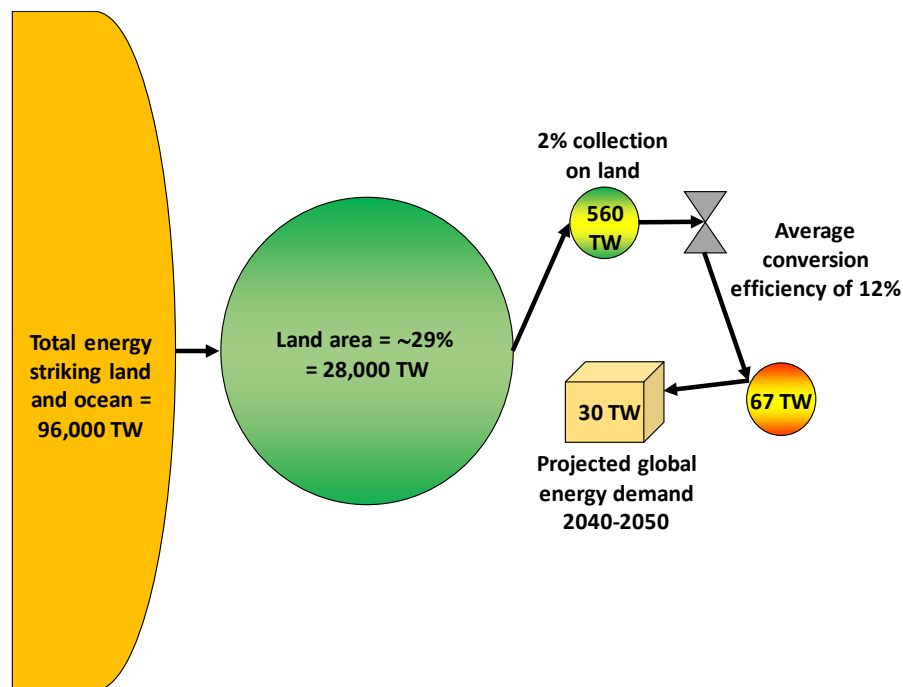 Total energy
striking land
and ocean =
96,000 TW
Land area = ~29%
= 28,000 TW
2% collection
on land
560
TW
Average
conversion
efficiency of 12%
67 TW
30 TW
Projected global
energy demand
2040-2050